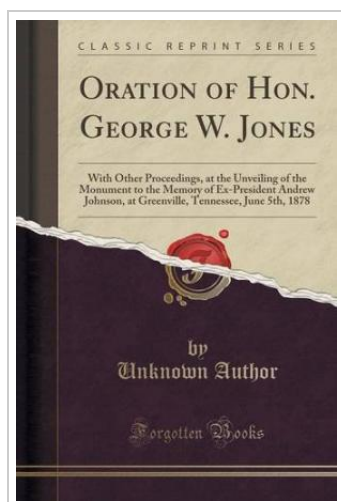 CLASSIC REPRINT SERIES
ORATION OF HON.
GEORGE W. JONES
With Other Proceedings, at the Unveiling of the
Monument to the Memory of Ex-President Andrew
Johnson, at Greenville, Tennessee, June 5th, 1878
by
Unknown Author
Forgotten Books